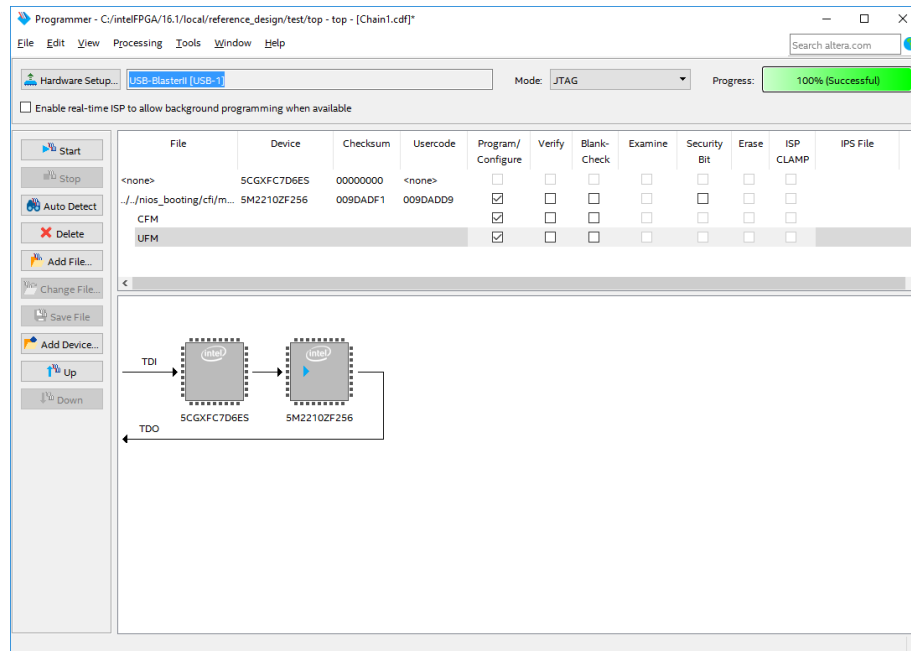 Programmer - C:/intelFPGA/16.1/local/reference_design/test/top - top - [Chain1.cdf]*
File Edit View Processing Tools Window Help
Search altera.com
Hardware Setup... USB-BlasterII [USB-1] Mode: JTAG Progress: 100% (Successful)
Enable real-time ISP to allow background programming when available
Start
Stop
Auto Detect
Delete
Add File...
Change File...
Save File
Add Device...
Up
Down
File Device Checksum Usercode Program/ Verify Blank- Examine Security Erase ISP IPS File
Configure Check Bit CLAMP
<none> 5CGXFC7D6ES 00000000 <none>
../../nios_booting/cfi/m... 5M2210ZF256 009DADF1 009DADD9
CFM
UFM
intel intel
TDI
5CGXFC7D6ES 5M2210ZF256
TDO